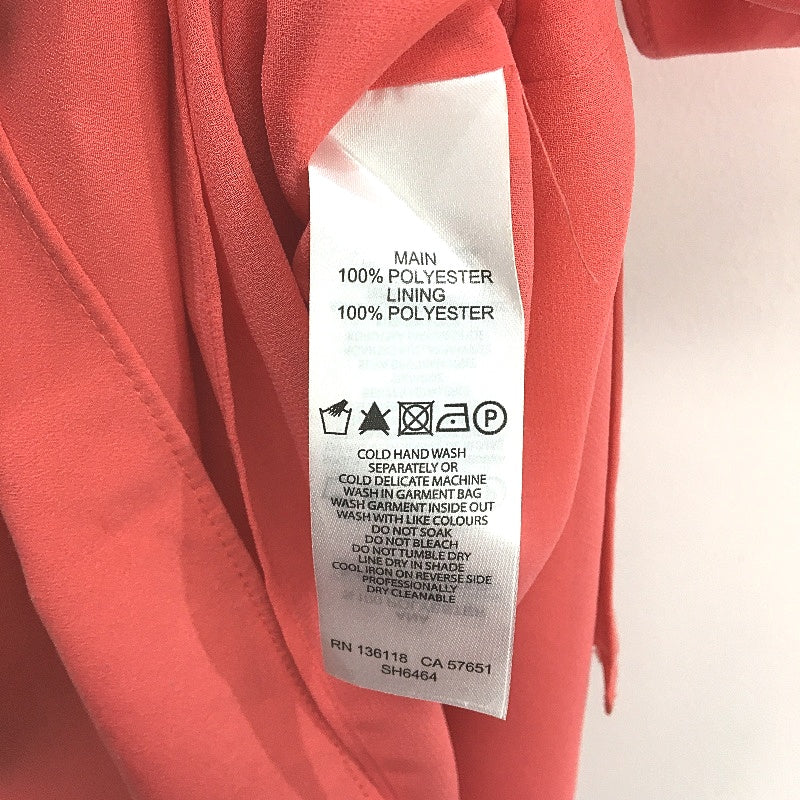 MAIN
100% POLYESTER
LINING
100% POLYESTER
P
COLD HAND WASH
SEPARATELY OR
COLD DELICATE MACHINE
WASH IN GARMENT BAG
WASH GARMENT INSIDE OUT
WASH WITH LIKE COLOURS
DO NOT SOAK
DO NOT BLEACH
DO NOT TUMBLE DRY
LINE DRY IN SHADE
COOL IRON ON REVERSE SIDE
PROFESSIONALLY
DRY CLEANABLE
RN 136118 CA 57651
SH6464